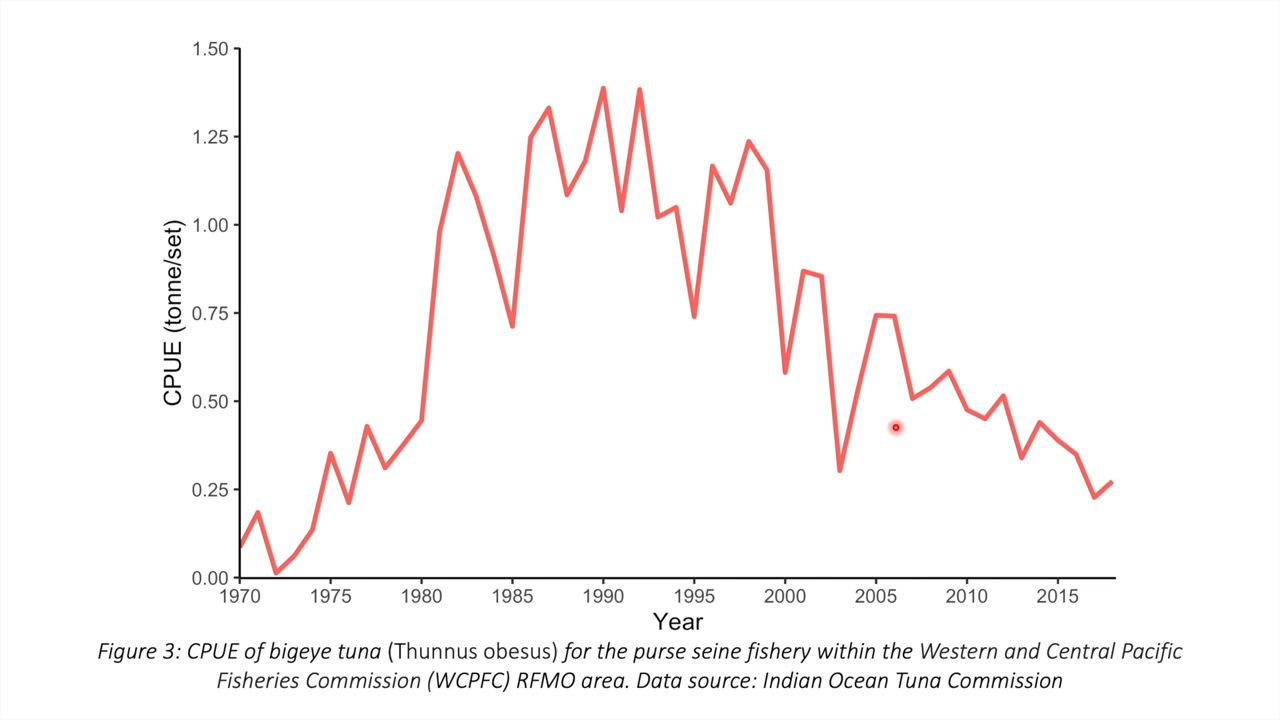 1.50
1.25
1.00
0.75
0.50
0.25
0.00
CPUE (tonne/set)
1970 1975 1980 1985 1990 1995 2000 2005 2010 2015
Year
Figure 3: CPUE of bigeye tuna (Thunnus obesus) for the purse seine fishery within the Western and Central Pacific
Fisheries Commission (WCPFC) RFMO area. Data source: Indian Ocean Tuna Commission